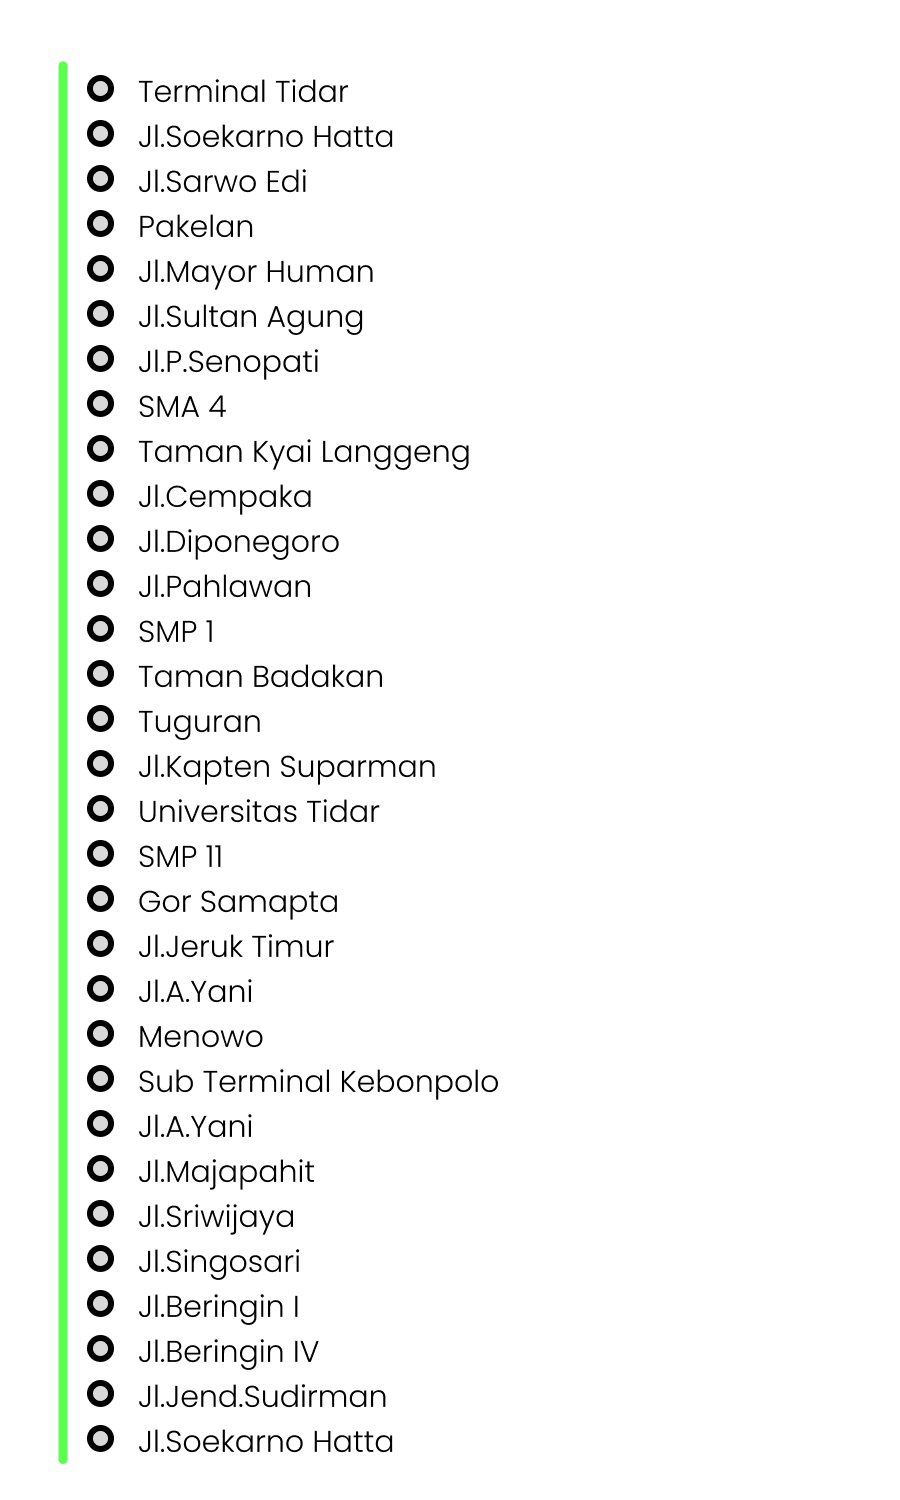 Terminal Tidar
Jl.Soekarno Hatta
Jl.Sarwo Edi
Pakelan
Jl.Mayor Human
Jl.Sultan Agung
Jl.P.Senopati
SMA 4
Taman Kyai Langgeng
Jl.Cempaka
Jl.Diponegoro
Jl.Pahlawan
SMP 1
Taman Badakan
Tuguran
Jl.Kapten Suparman
Universitas Tidar
SMP 11
Gor Samapta
Jl.Jeruk Timur
Jl.A.Yani
Menowo
Sub Terminal Kebonpolo
Jl.A.Yani
Jl.Majapahit
Jl.Sriwijaya
Jl.Singosari
Jl.Beringin I
Jl.Beringin IV
Jl.Jend.Sudirman
Jl.Soekarno Hatta